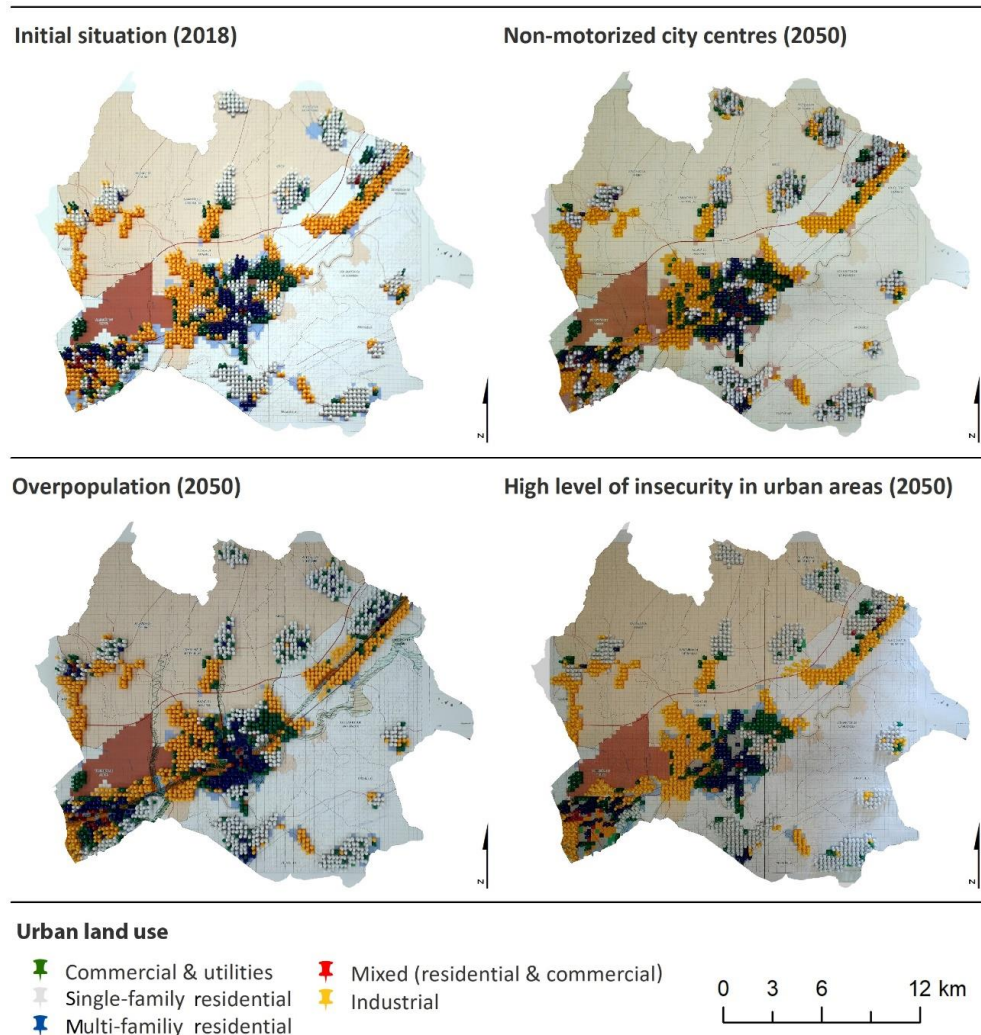 Initial situation (2018)
Non-motorized city centres (2050)
N
N
Overpopulation (2050)
High level of insecurity in urban areas (2050)
N
N
Urban land use
Commercial & utilities
Single-family residential
Multi-familiy residential
Mixed (residential & commercial)
Industrial
0 3 6 12 km